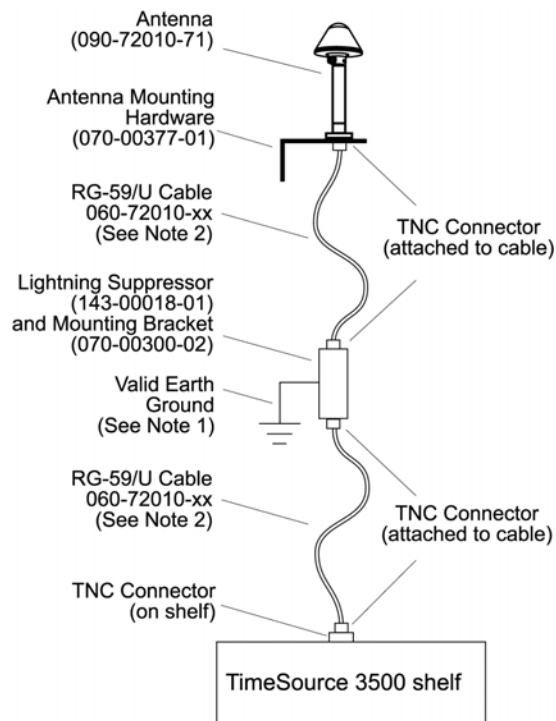 Antenna
(090-72010-71)
Antenna Mounting
Hardware
(070-00377-01)
RG-59/U Cable
060-72010-xx
(See Note 2)
TNC Connector
(attached to cable)
Lightning Suppressor
(143-00018-01)
and Mounting Bracket
(070-00300-02)
Valid Earth
Ground
(See Note 1)
RG-59/U Cable
060-72010-xx
(See Note 2)
TNC Connector
(attached to cable)
TNC Connector
(on shelf)
TimeSource 3500 shelf